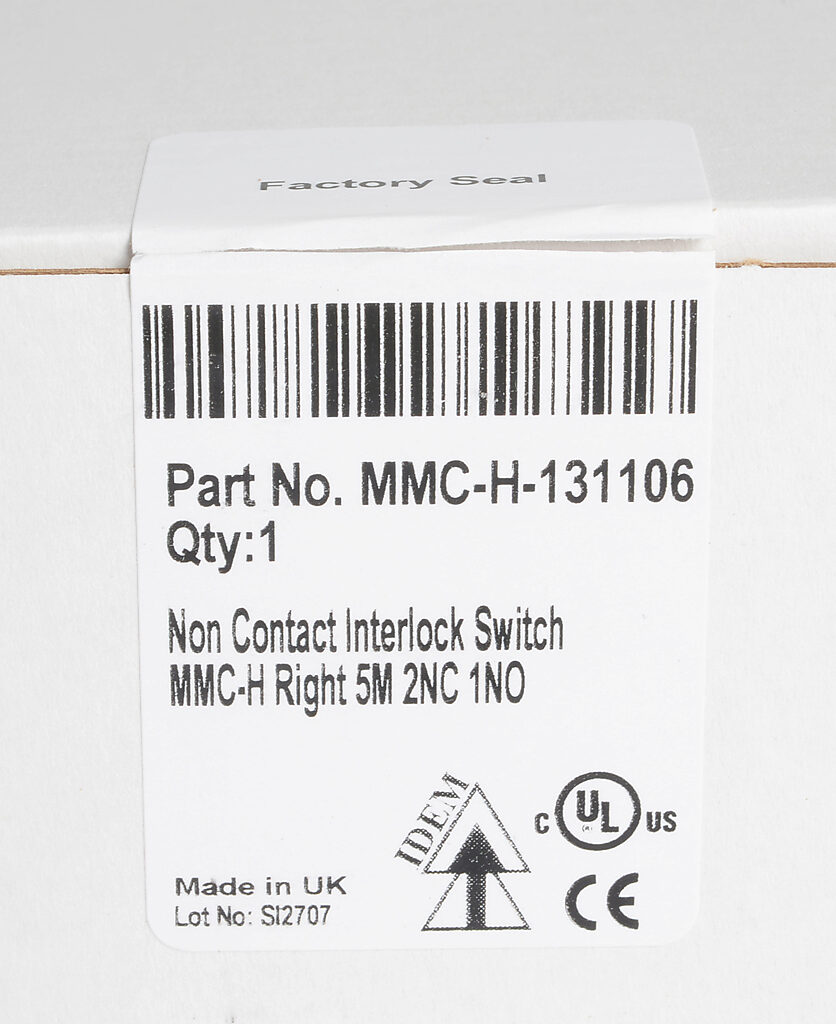 Factory Seal
Part No. MMC-H-131106
Qty:1
Non Contact Interlock Switch
MMC-H Right 5M 2NC 1NO
IDEM
C UL US
(R)
CE
Made in UK
Lot No: SI2707